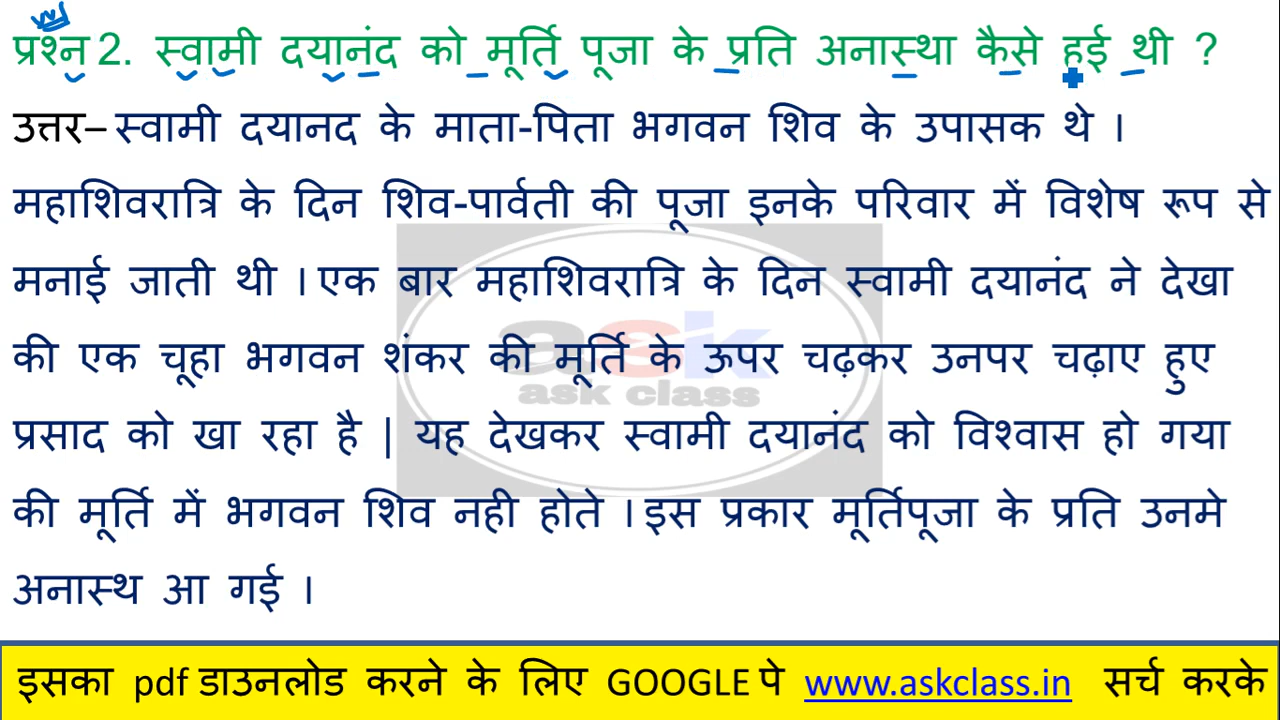 प्रश्न 2. स्वामी दयानंद को मूर्ति पूजा के प्रति अनास्था कैसे हुई थी ?
उत्तर– स्वामी दयानद के माता-पिता भगवन शिव के उपासक थे ।
महाशिवरात्रि के दिन शिव-पार्वती की पूजा इनके परिवार में विशेष रूप से
मनाई जाती थी । एक बार महाशिवरात्रि के दिन स्वामी दयानंद ने देखा
की एक चूहा भगवन शंकर की मूर्ति के ऊपर चढ़कर उनपर चढ़ाए हुए
प्रसाद को खा रहा है | यह देखकर स्वामी दयानंद को विश्वास हो गया
की मूर्ति में भगवन शिव नही होते । इस प्रकार मूर्तिपूजा के प्रति उनमे
अनास्थ आ गई ।
ask
ask class
इसका pdf डाउनलोड करने के लिए GOOGLE पे www.askclass.in सर्च करके